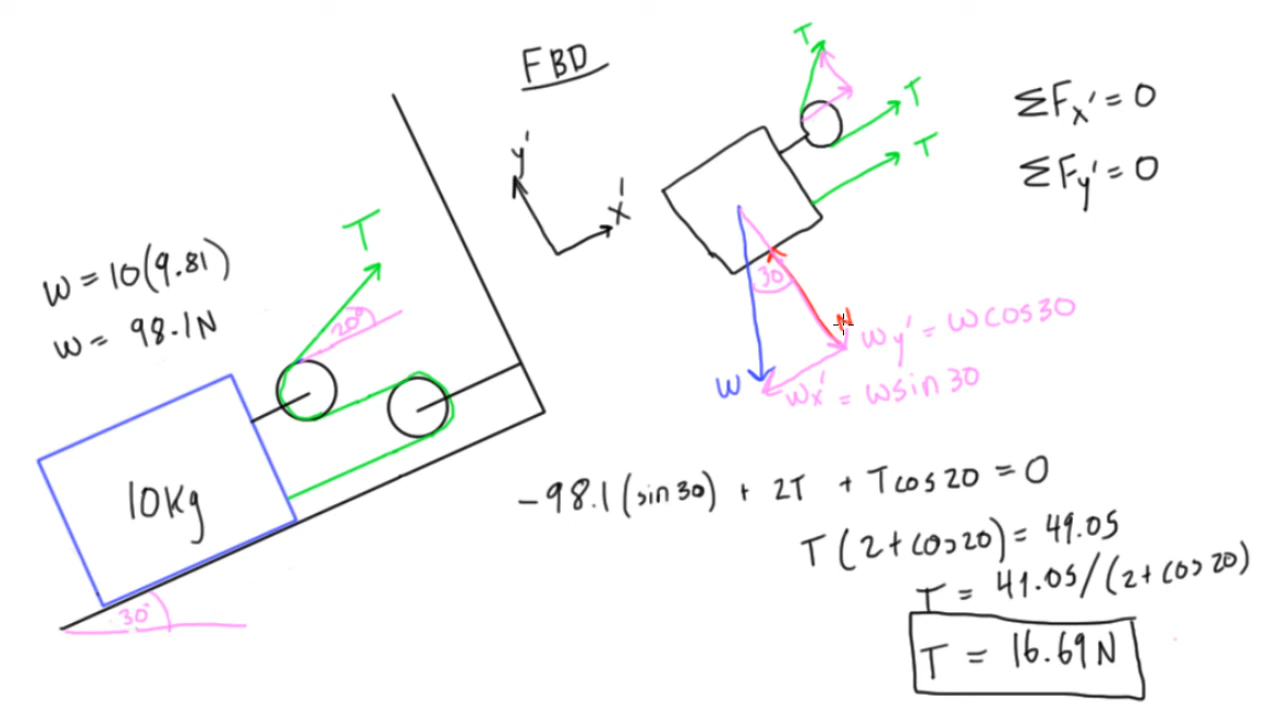 FBD
T
T
T
ΣFx' = 0
ΣFy' = 0
y'
x'
w = 10(9.81)
w = 98.1N
T
20°
30
N
wy' = wcos30
w
wx' = wsin30
10Kg
30°
-98.1(sin30) + 2T + Tcos20 = 0
T(2+cos20) = 49.05
T = 41.05/(2+cos20)
T = 16.69N